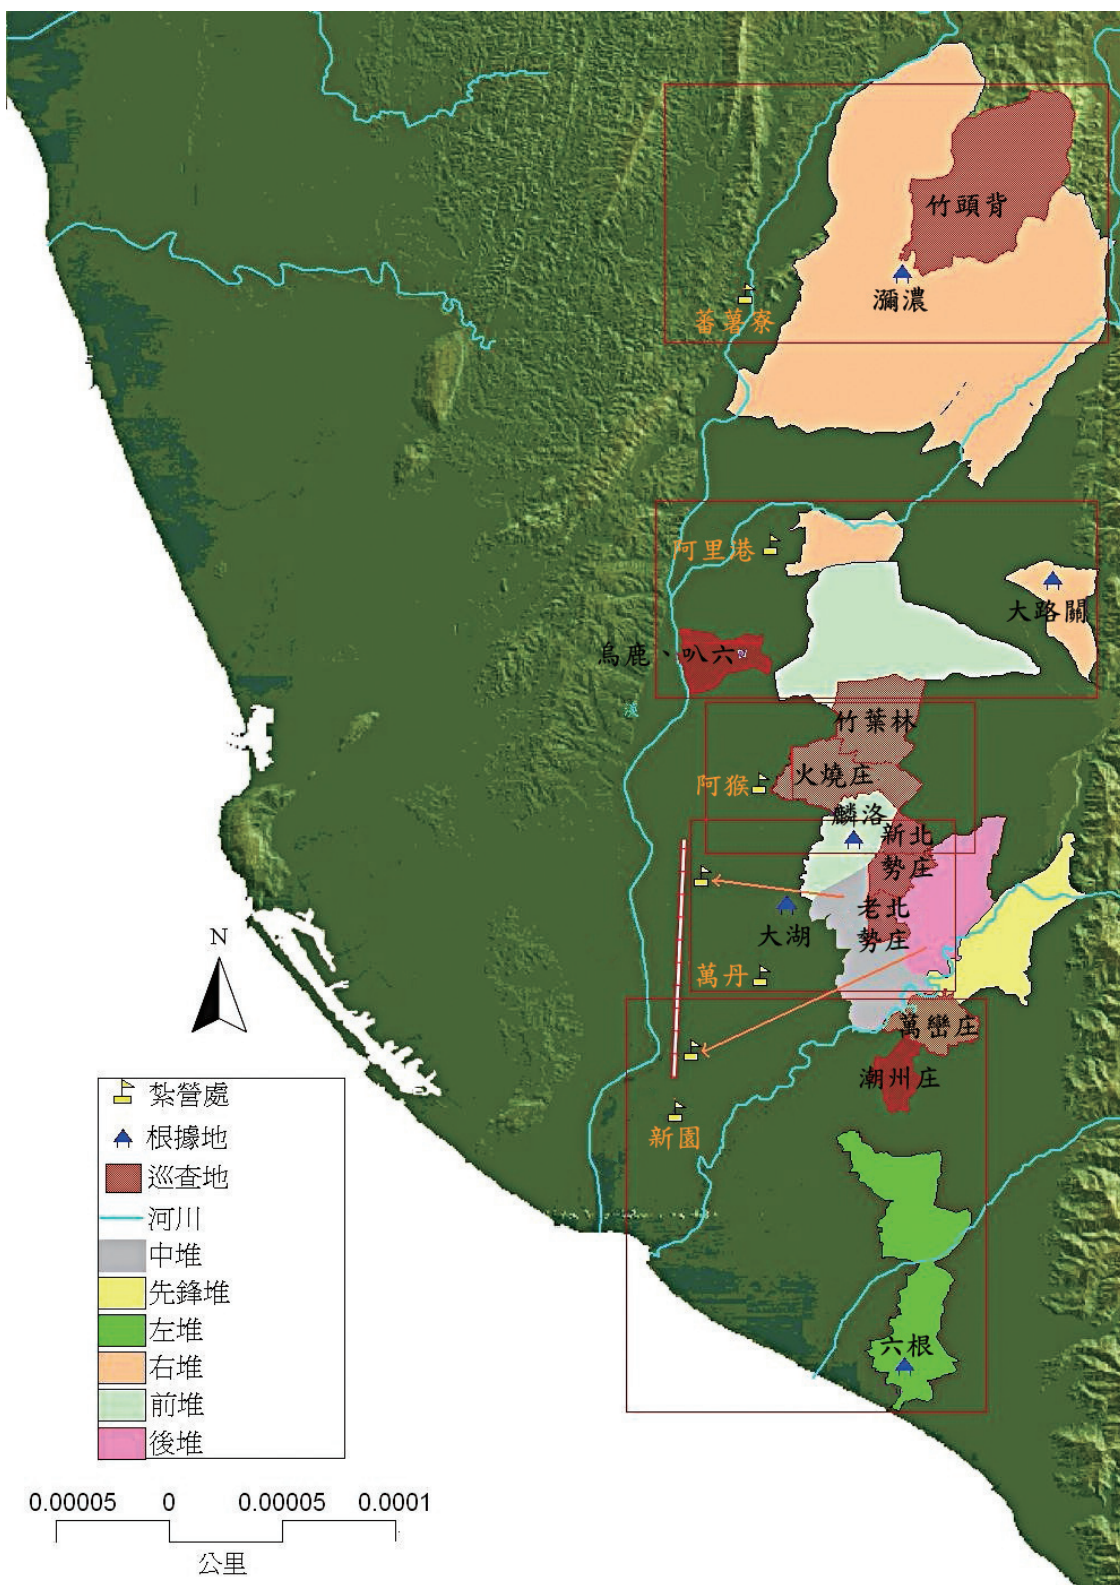 竹頭背
瀰濃
蕃薯寮
阿里港
大路關
烏鹿、叭六
竹葉林
火燒庄
阿猴
麟洛
新北
勢庄
老北
勢庄
大湖
萬丹
萬巒庄
潮州庄
新園
六根
N
紮營處
根據地
巡查地
河川
中堆
先鋒堆
左堆
右堆
前堆
後堆
0.00005 0 0.00005 0.0001
公里